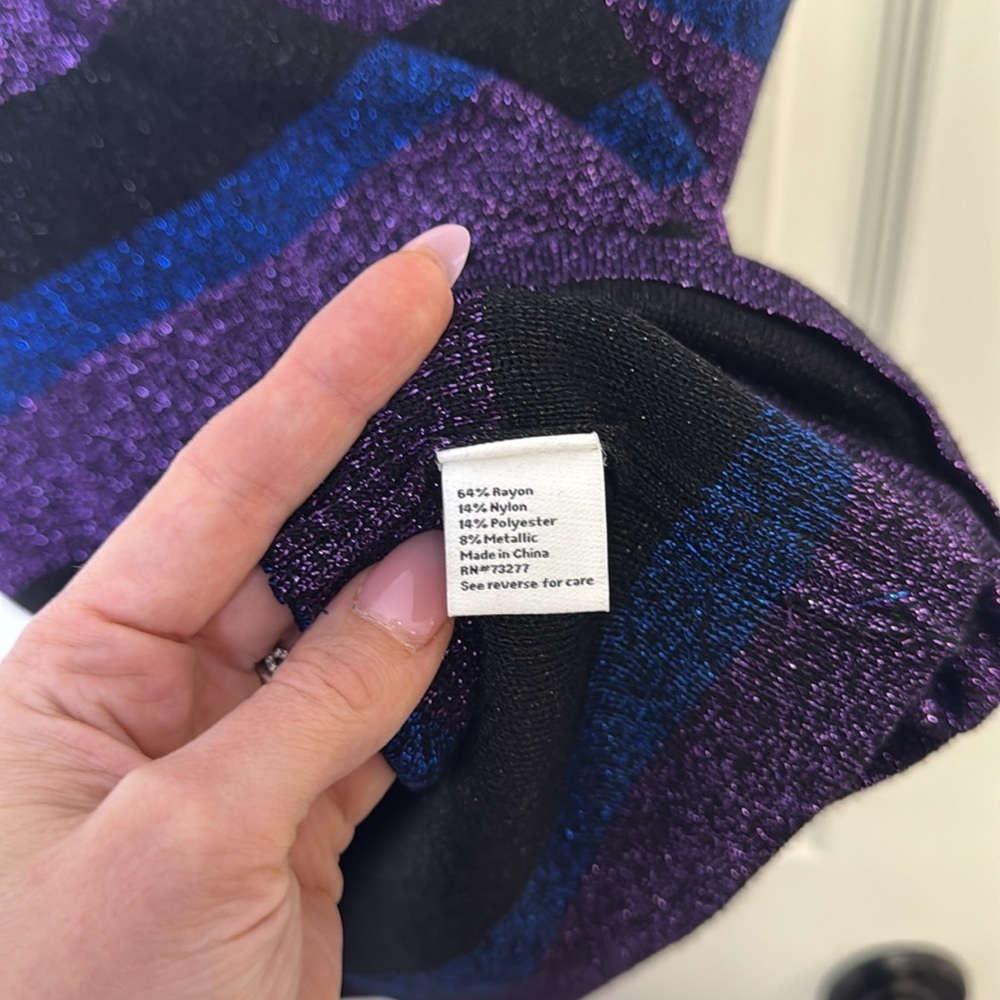 64% Rayon
14% Nylon
14% Polyester
8% Metallic
Made in China
RN#73277
See reverse for care